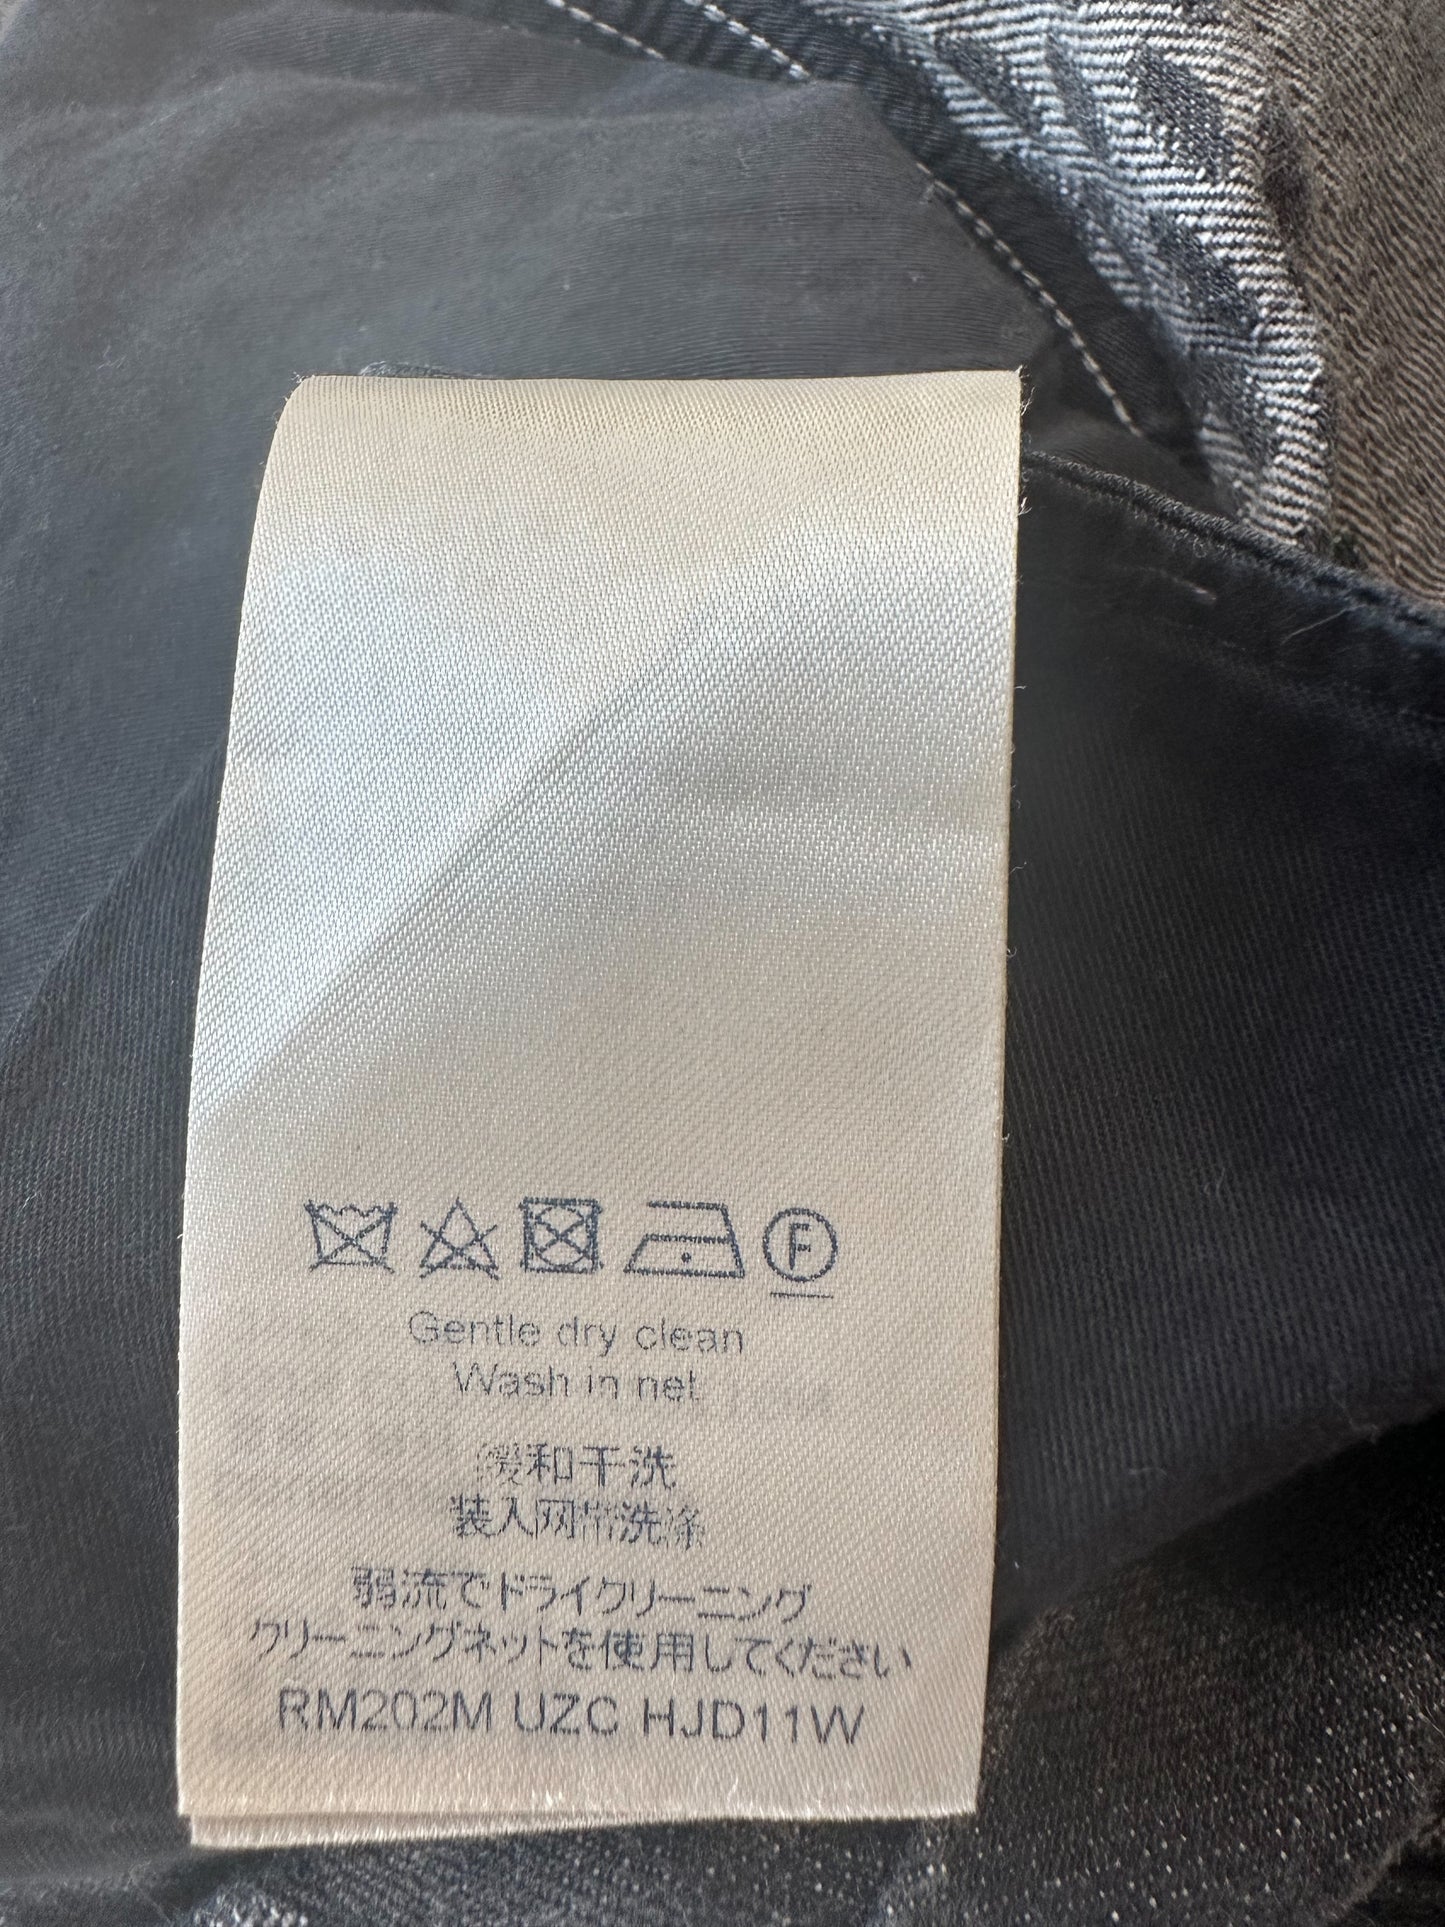 F
Gentle dry clean
Wash in net
缓和干洗
装入网带洗涤
弱流でドライクリーニング
クリーニングネットを使用してください
RM202M UZC HJD11W